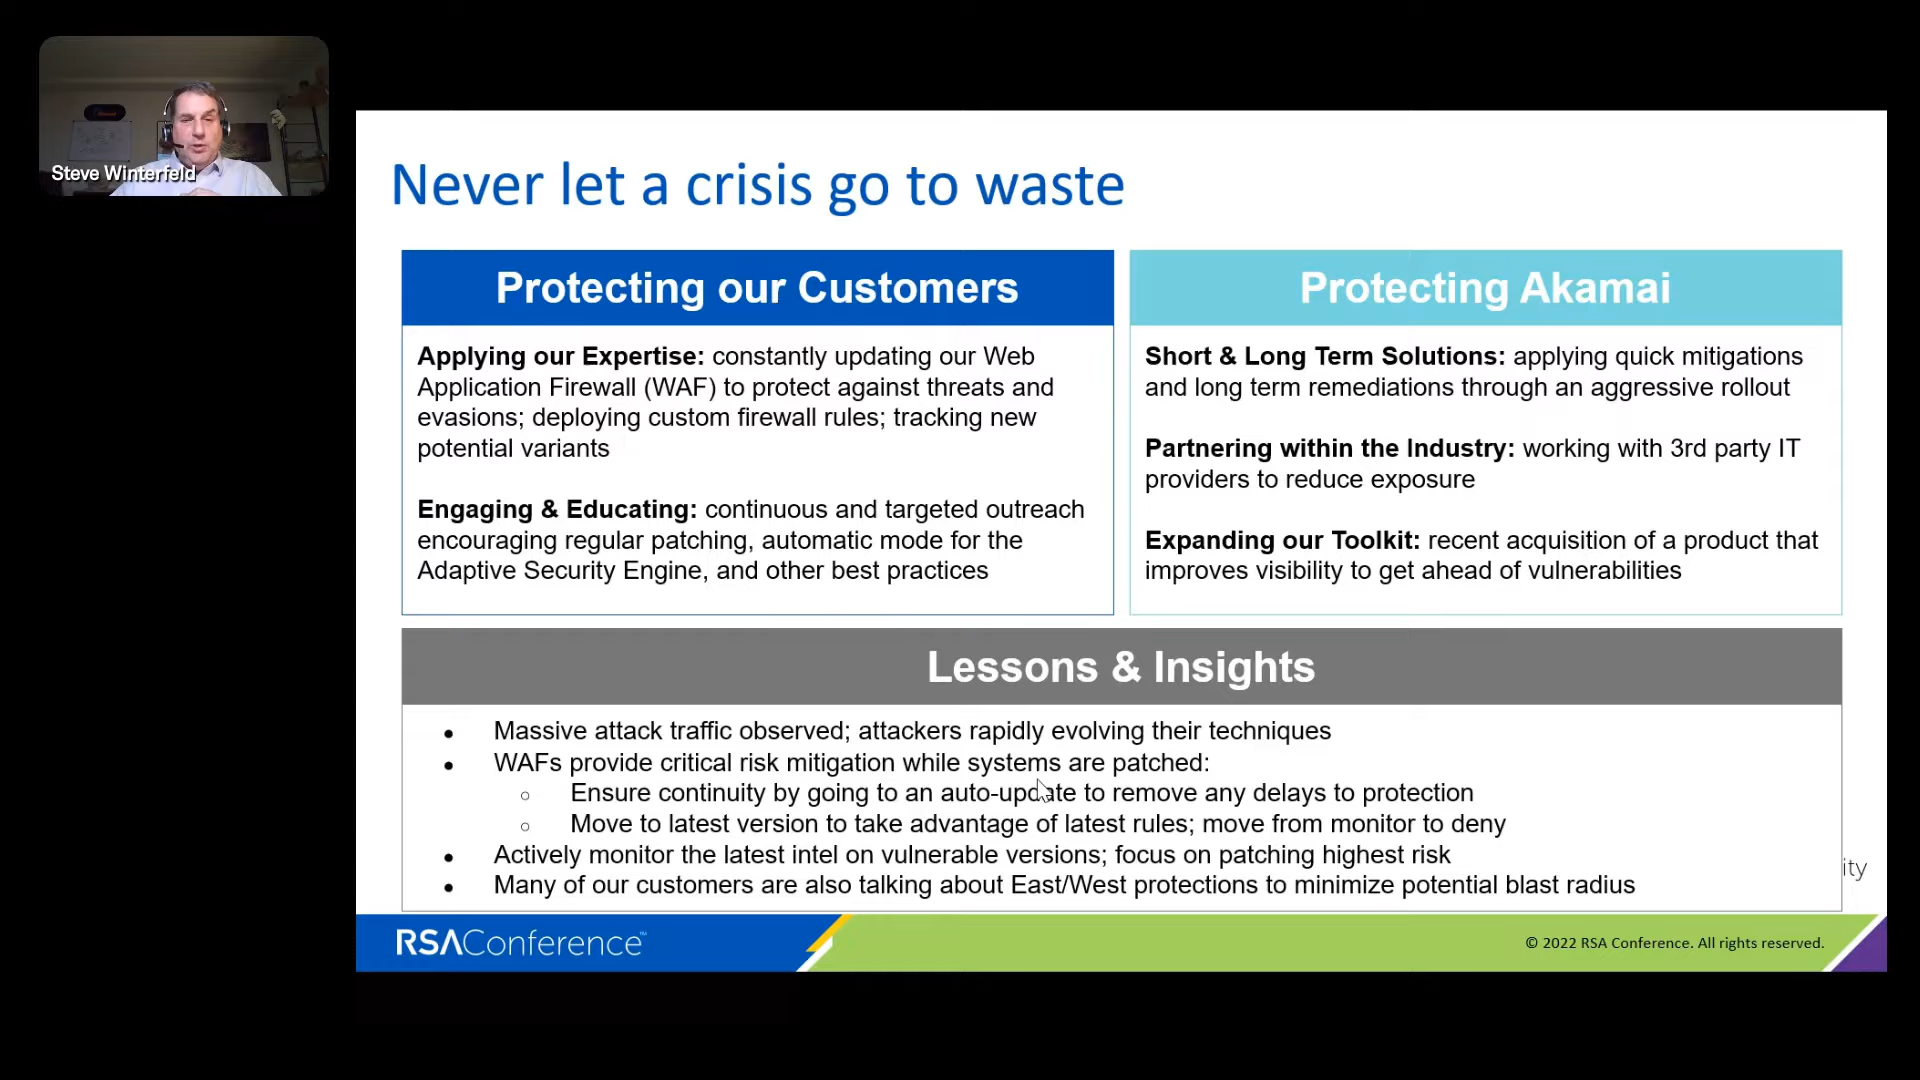 Steve Winterfeld
Never let a crisis go to waste
Protecting our Customers
Applying our Expertise: constantly updating our Web
Application Firewall (WAF) to protect against threats and
evasions; deploying custom firewall rules; tracking new
potential variants
Engaging & Educating: continuous and targeted outreach
encouraging regular patching, automatic mode for the
Adaptive Security Engine, and other best practices
Protecting Akamai
Short & Long Term Solutions: applying quick mitigations
and long term remediations through an aggressive rollout
Partnering within the Industry: working with 3rd party IT
providers to reduce exposure
Expanding our Toolkit: recent acquisition of a product that
improves visibility to get ahead of vulnerabilities
Lessons & Insights
• Massive attack traffic observed; attackers rapidly evolving their techniques
• WAFs provide critical risk mitigation while systems are patched:
○ Ensure continuity by going to an auto-update to remove any delays to protection
○ Move to latest version to take advantage of latest rules; move from monitor to deny
• Actively monitor the latest intel on vulnerable versions; focus on patching highest risk
• Many of our customers are also talking about East/West protections to minimize potential blast radius
ity
RSAConference™
© 2022 RSA Conference. All rights reserved.